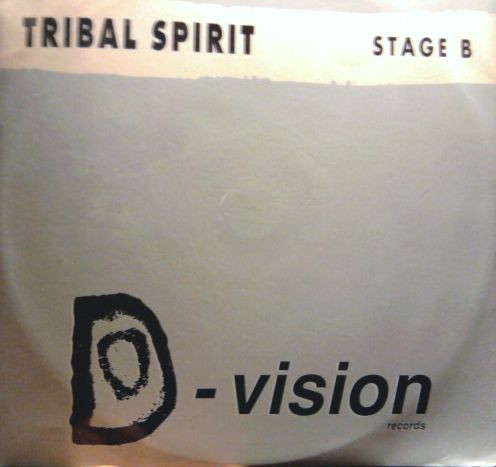 TRIBAL SPIRIT STAGE B
D - vision
records